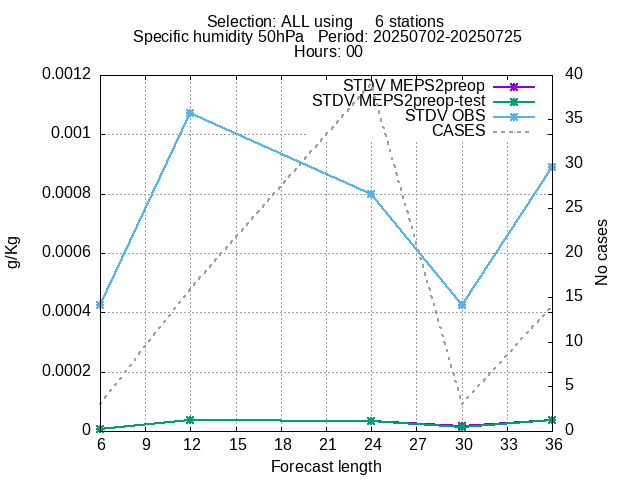 Selection: ALL using     6 stations
Specific humidity 50hPa   Period: 20250702-20250725
Hours: 00
STDV MEPS2preop
STDV MEPS2preop-test
STDV OBS
CASES
0.0012
0.001
0.0008
0.0006
0.0004
0.0002
0
g/Kg
40
35
30
25
20
15
10
5
0
No cases
6 9 12 15 18 21 24 27 30 33 36
Forecast length